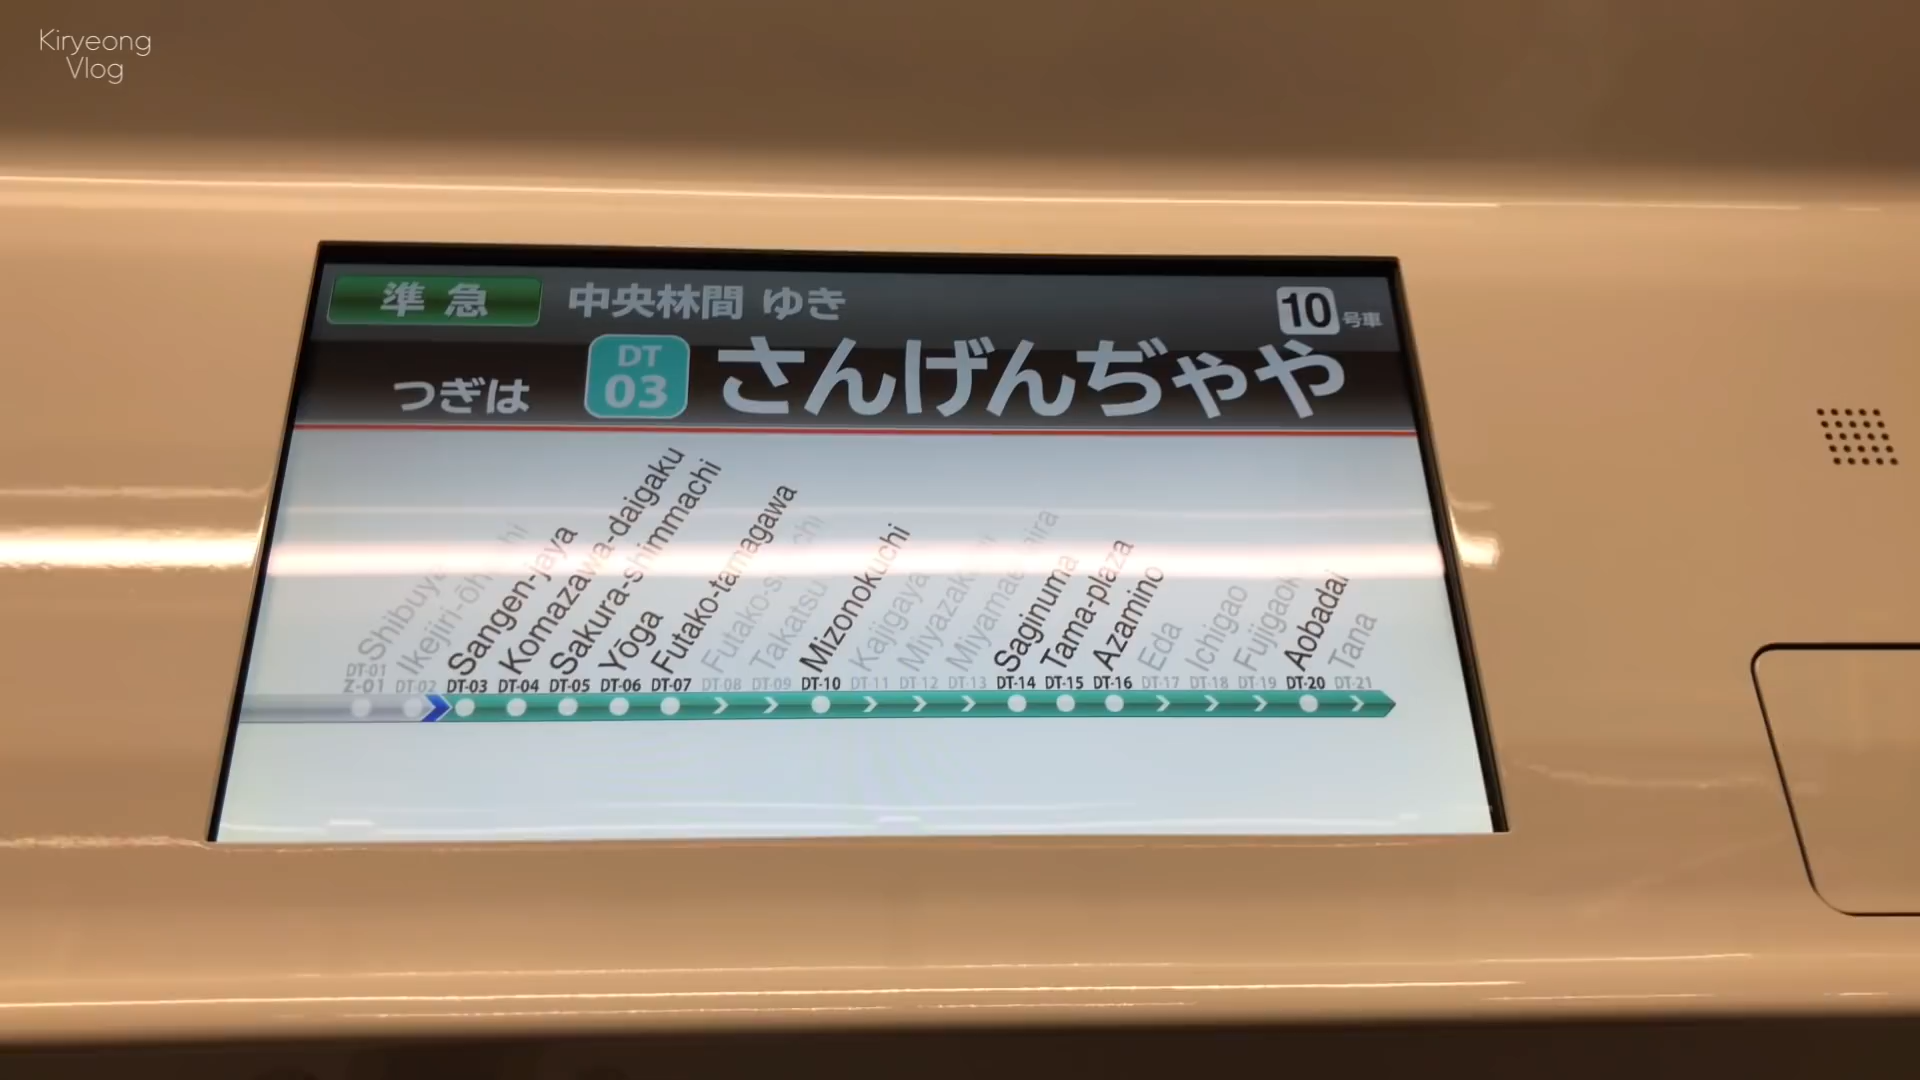 Kiryeong
Vlog
準急 中央林間 ゆき 10号車
つぎは DT 03 さんげんぢゃや
Sangen-jaya
Komazawa-daigaku
Sakura-shimmachi
Yōga
Futako-tamagawa
Takatsu
Mizonokuchi
Kajigaya
Saginuma
Tama-plaza
Azamino
Eda
Ichigao
Aobadai
Tana
DT-01
Z-01 DT-02 DT-03 DT-04 DT-05 DT-06 DT-07 DT-08 DT-09 DT-10 DT-11 DT-12 DT-13 DT-14 DT-15 DT-16 DT-17 DT-18 DT-19 DT-20 DT-21